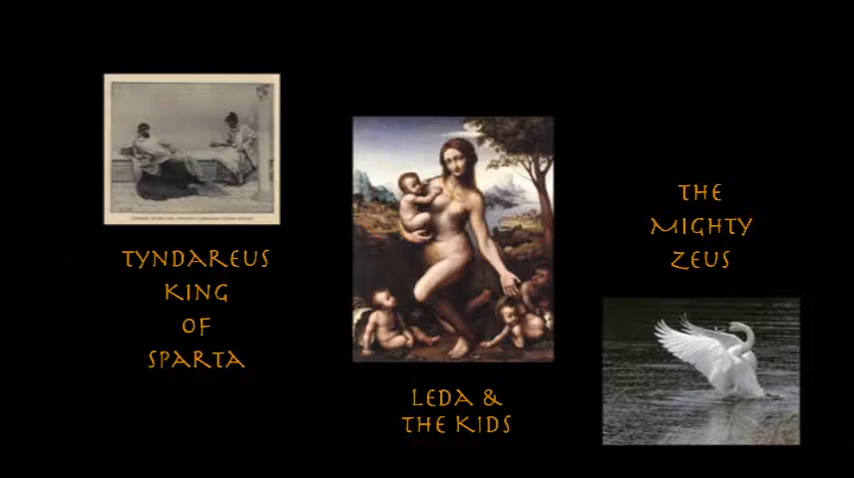 TYNDAREUS
KING
OF
SPARTA
LEDA &
THE KIDS
THE
MIGHTY
ZEUS